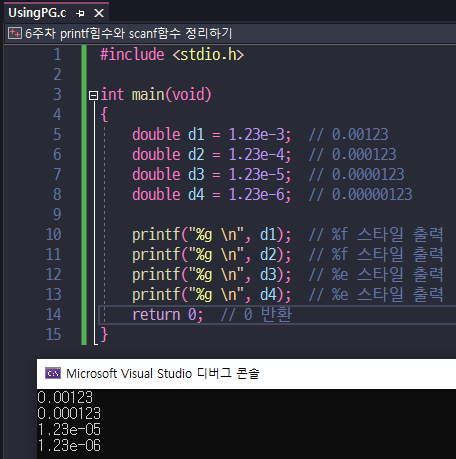 UsingPG.c
6주차 printf함수와 scanf함수 정리하기
1 #include <stdio.h>
2
3 int main(void)
4 {
5 double d1 = 1.23e-3; // 0.00123
6 double d2 = 1.23e-4; // 0.000123
7 double d3 = 1.23e-5; // 0.0000123
8 double d4 = 1.23e-6; // 0.00000123
9
10 printf("%g \n", d1); // %f 스타일 출력
11 printf("%g \n", d2); // %f 스타일 출력
12 printf("%g \n", d3); // %e 스타일 출력
13 printf("%g \n", d4); // %e 스타일 출력
14 return 0; // 0 반환
15 }
Microsoft Visual Studio 디버그 콘솔
0.00123
0.000123
1.23e-05
1.23e-06